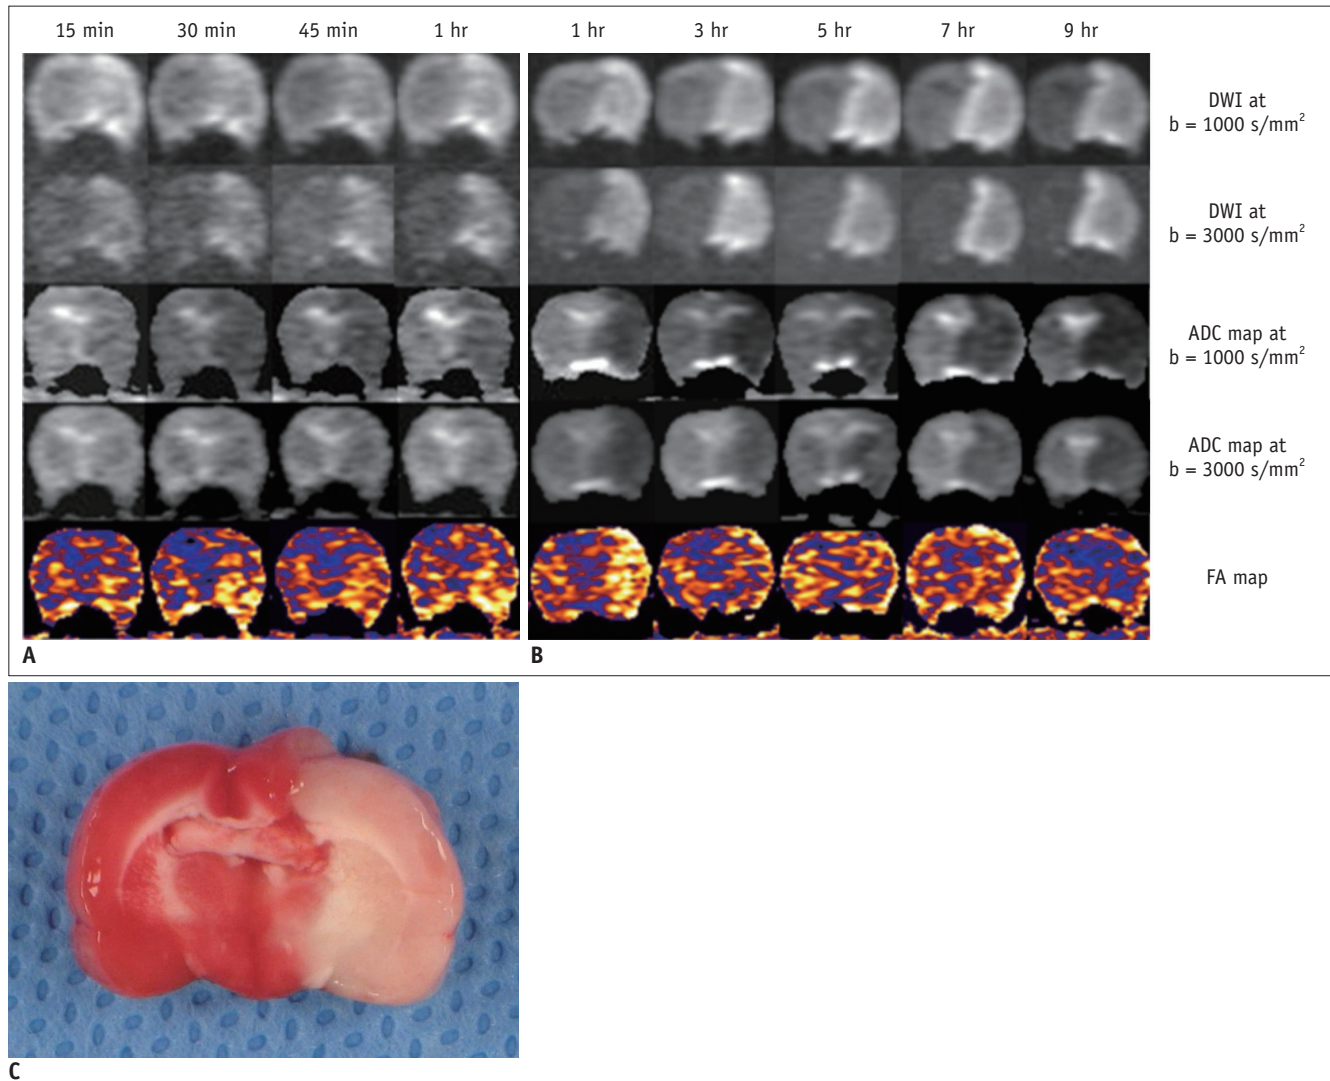 15 min 30 min 45 min 1 hr 1 hr 3 hr 5 hr 7 hr 9 hr
DWI at
b = 1000 s/mm²
DWI at
b = 3000 s/mm²
ADC map at
b = 1000 s/mm²
ADC map at
b = 3000 s/mm²
FA map
A B
C